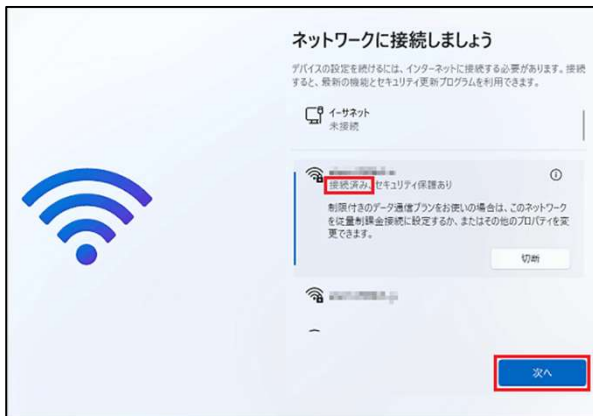 ネットワークに接続しましょう
デバイスの設定を続けるには、インターネットに接続する必要があります。接続
すると、最新の機能とセキュリティ更新プログラムを利用できます。
イーサネット
未接続
接続済み、セキュリティ保護あり
制限付きのデータ通信プランをお使いの場合は、このネットワーク
を従量制課金接続に設定するか、またはその他のプロパティを変
更できます。
切断
次へ